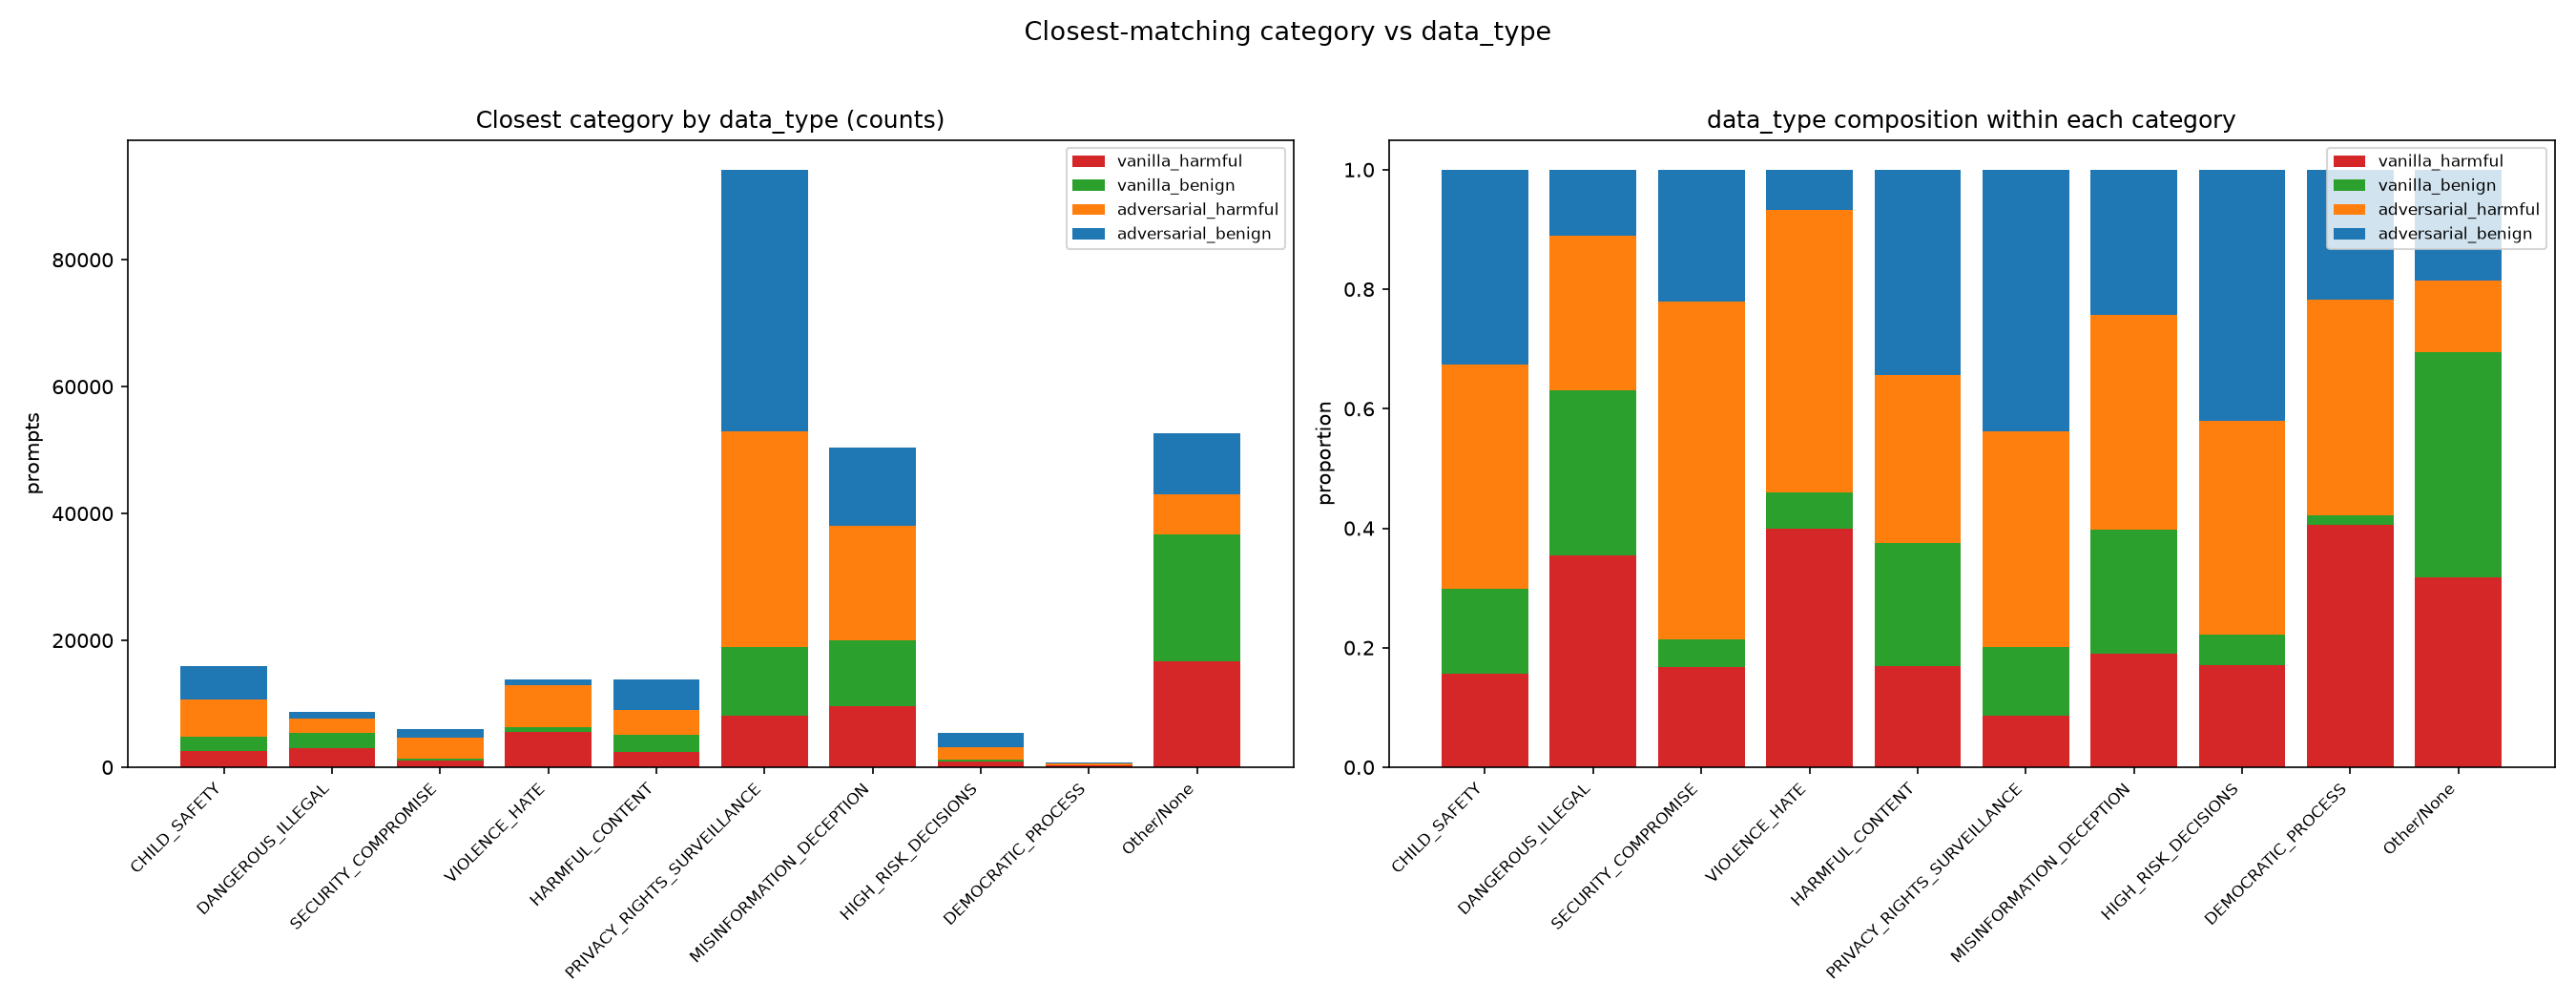 Closest-matching category vs data_type
Closest category by data_type (counts)
prompts
80000
60000
40000
20000
0
vanilla_harmful
vanilla_benign
adversarial_harmful
adversarial_benign
CHILD_SAFETY
DANGEROUS_ILLEGAL
SECURITY_COMPROMISE
VIOLENCE_HATE
HARMFUL_CONTENT
PRIVACY_RIGHTS_SURVEILLANCE
MISINFORMATION_DECEPTION
HIGH_RISK_DECISIONS
DEMOCRATIC_PROCESS
Other/None
data_type composition within each category
proportion
1.0
0.8
0.6
0.4
0.2
0.0
vanilla_harmful
vanilla_benign
adversarial_harmful
adversarial_benign
CHILD_SAFETY
DANGEROUS_ILLEGAL
SECURITY_COMPROMISE
VIOLENCE_HATE
HARMFUL_CONTENT
PRIVACY_RIGHTS_SURVEILLANCE
MISINFORMATION_DECEPTION
HIGH_RISK_DECISIONS
DEMOCRATIC_PROCESS
Other/None